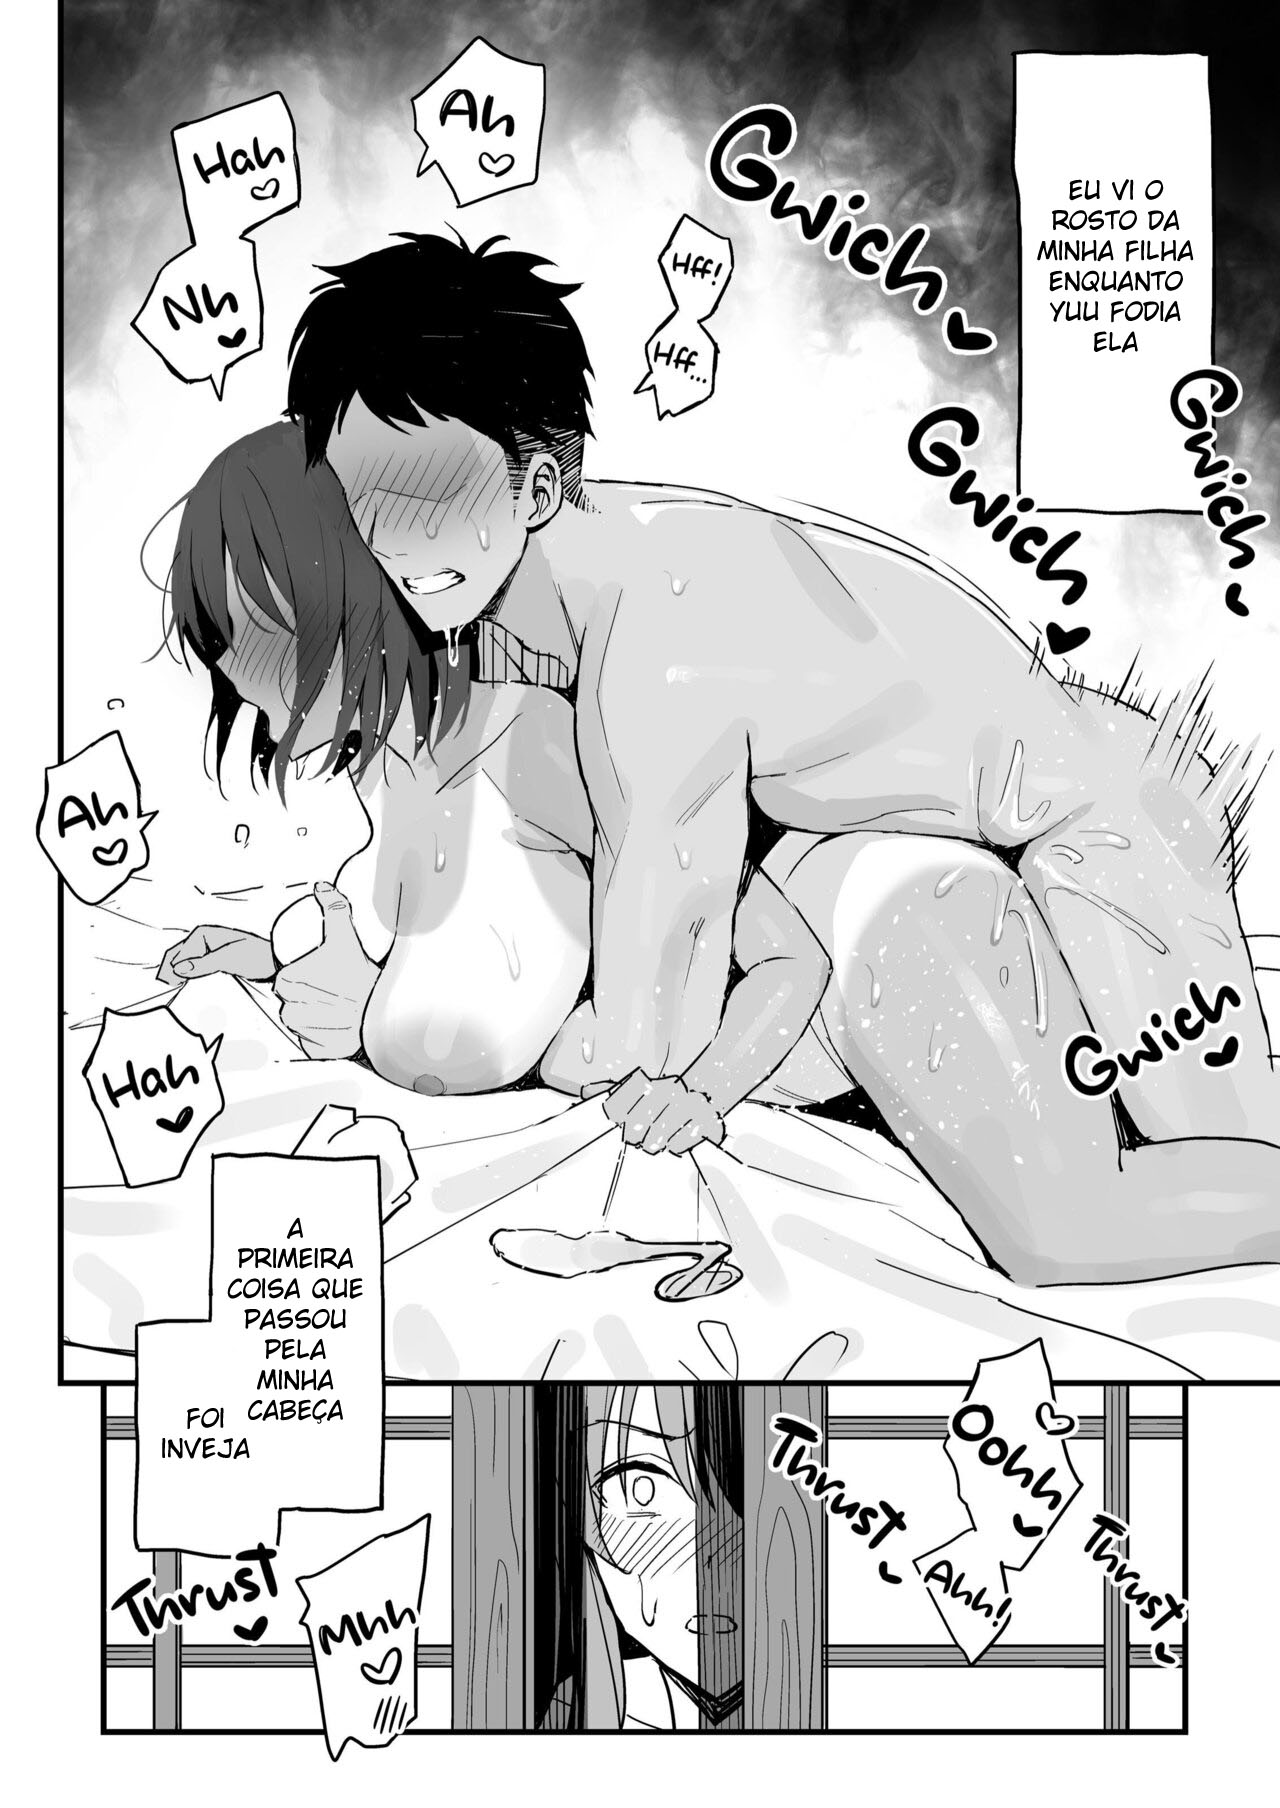 EU VI O
ROSTO DA
MINHA FILHA
ENQUANTO
YUU FODIA
ELA
Ah
Hah
Nh
Hff!
Hff...
Gwich
Gwich
Gwich
Ah
Hah
Gwich
A
PRIMEIRA
COISA QUE
PASSOU
PELA
MINHA
CABEÇA
FOI
INVEJA
Oohh
Ahh!
Thrust
Thrust
Thrust
Mhh